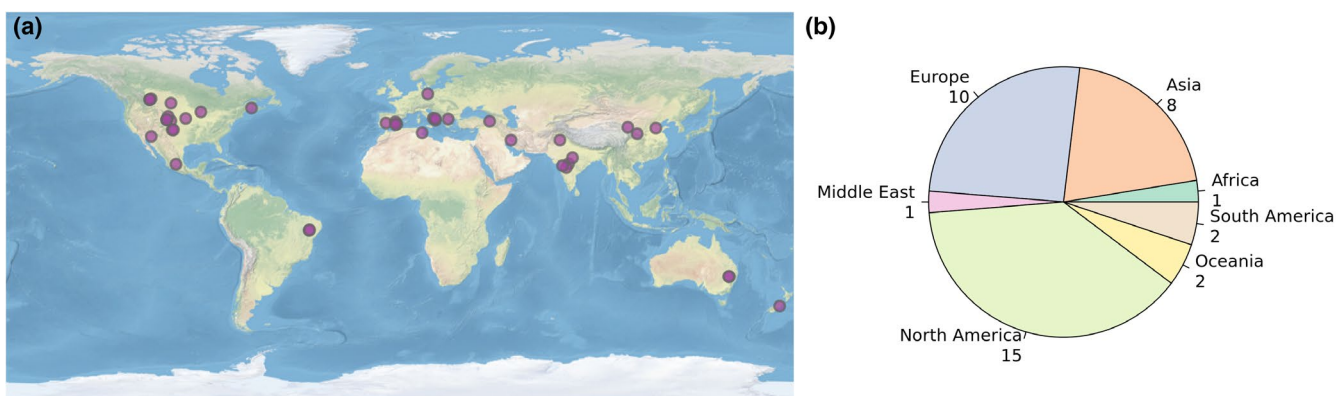 (a)
(b)
Europe
10
Asia
8
Middle East
1
Africa
1
South America
2
Oceania
2
North America
15